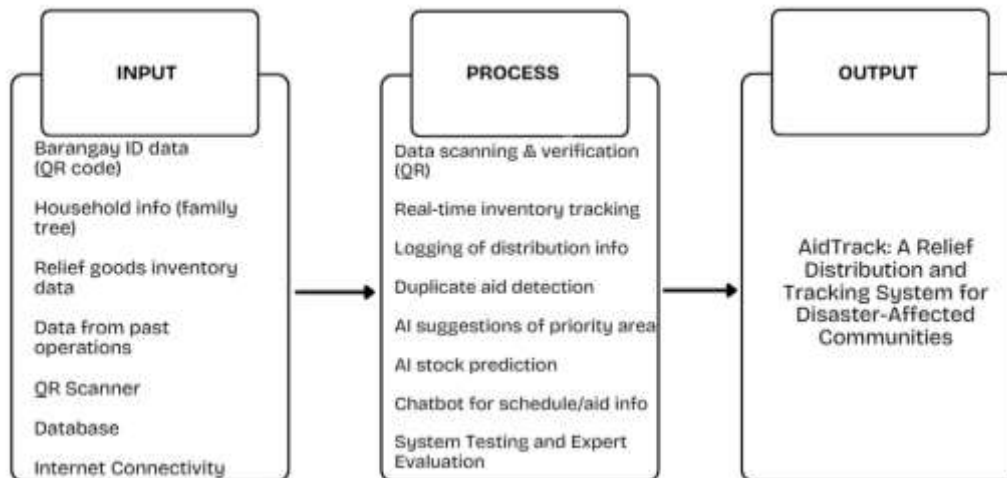 INPUT
Barangay ID data
(QR code)
Household info (family
tree)
Relief goods inventory
data
Data from past
operations
QR Scanner
Database
Internet Connectivity
PROCESS
Data scanning & verification
(QR)
Real-time inventory tracking
Logging of distribution info
Duplicate aid detection
AI suggestions of priority area
AI stock prediction
Chatbot for schedule/aid info
System Testing and Expert
Evaluation
OUTPUT
AidTrack: A Relief
Distribution and
Tracking System for
Disaster-Affected
Communities